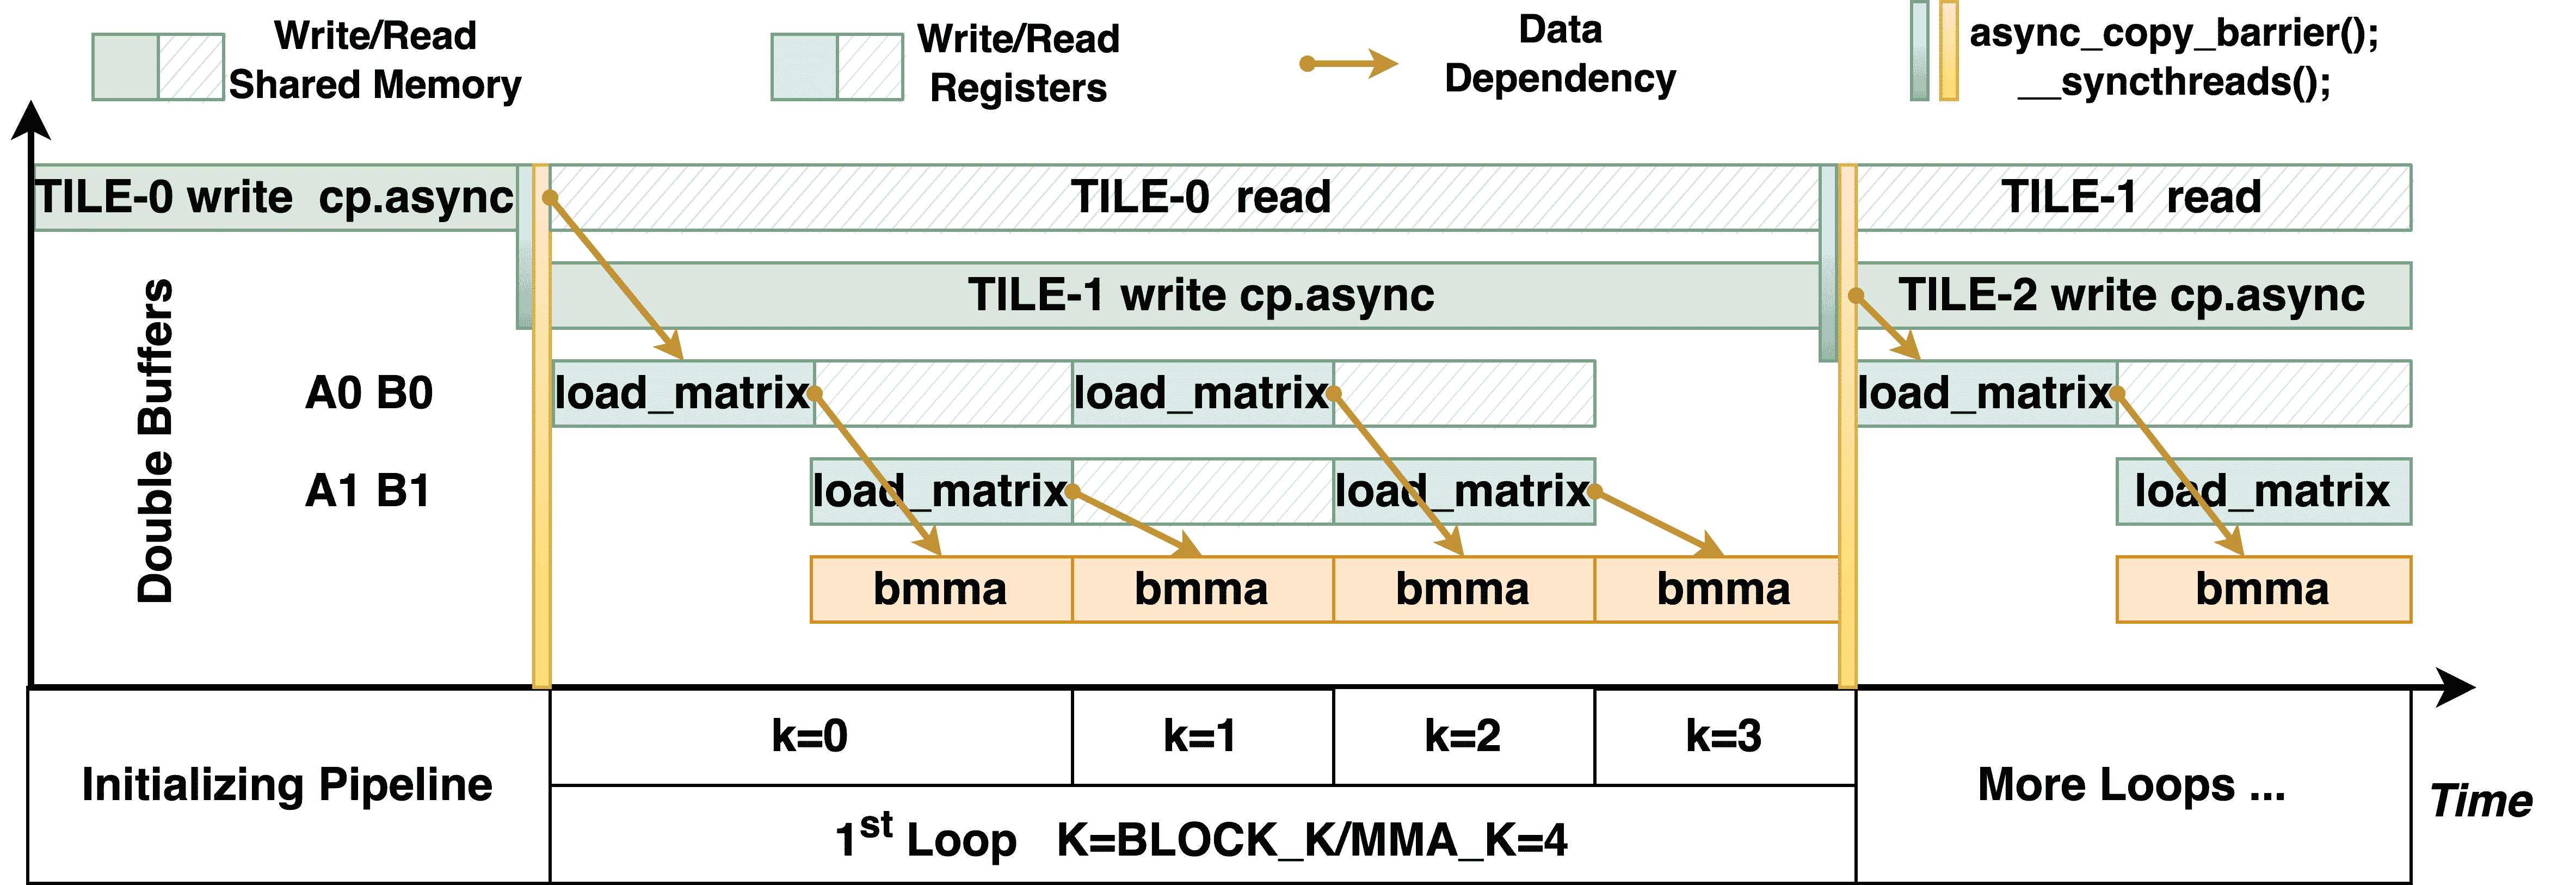 Write/Read
Shared Memory
Write/Read
Registers
Data
Dependency
async_copy_barrier();
__syncthreads();
TILE-0 write cp.async
TILE-0 read
TILE-1 read
TILE-1 write cp.async
TILE-2 write cp.async
Double Buffers
A0 B0
load_matrix
load_matrix
load_matrix
A1 B1
load_matrix
load_matrix
load_matrix
bmma
bmma
bmma
bmma
bmma
k=0
k=1
k=2
k=3
Initializing Pipeline
More Loops ...
Time
1st Loop K=BLOCK_K/MMA_K=4